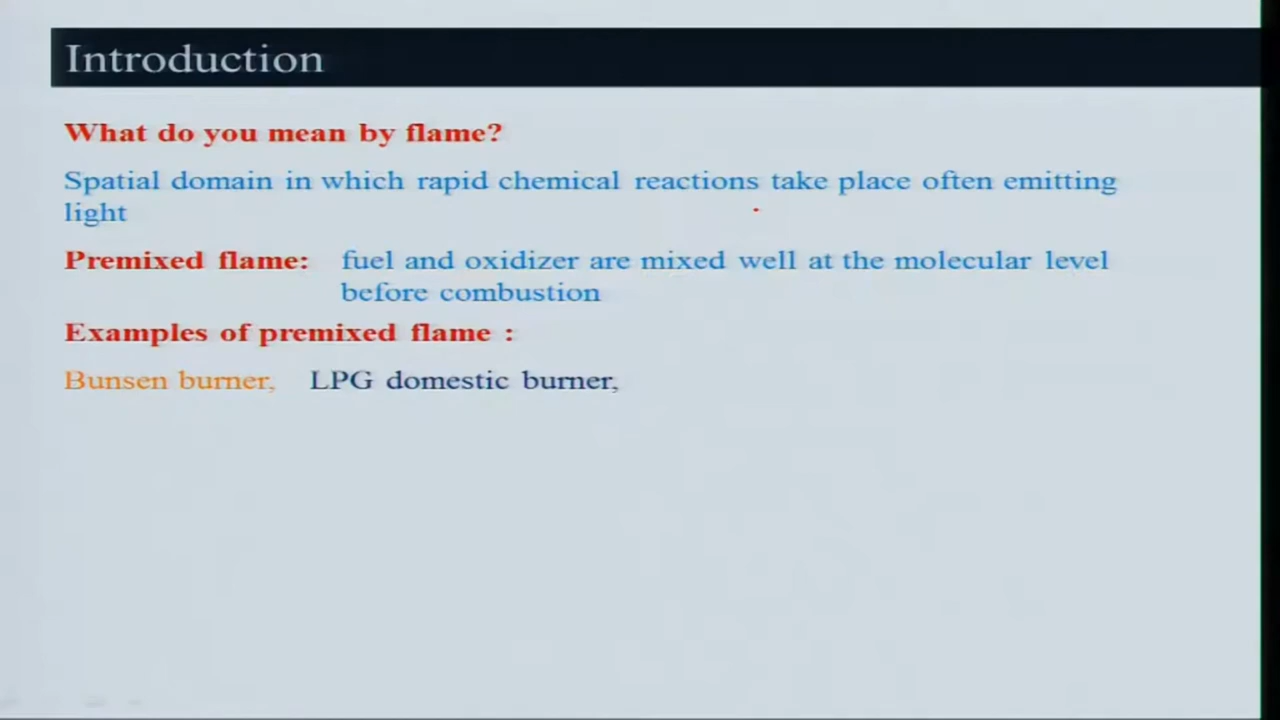 Introduction
What do you mean by flame?
Spatial domain in which rapid chemical reactions take place often emitting
light
Premixed flame: fuel and oxidizer are mixed well at the molecular level
before combustion
Examples of premixed flame :
Bunsen burner, LPG domestic burner,